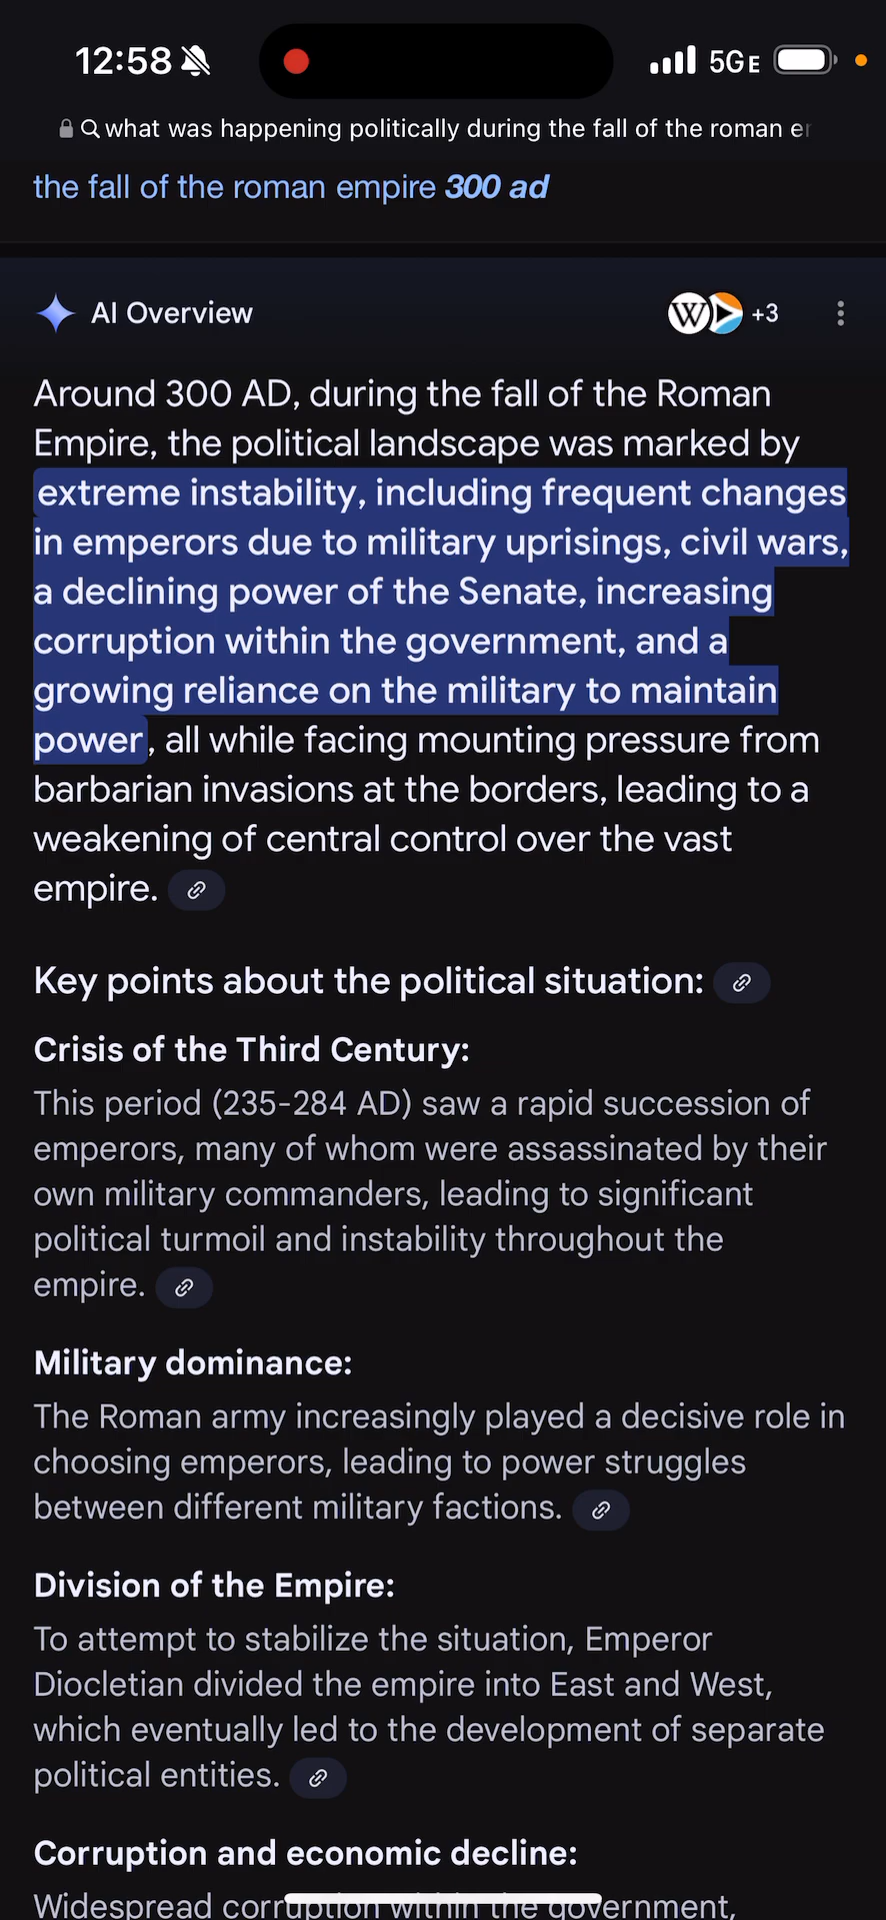 12:58
5GE
what was happening politically during the fall of the roman er
the fall of the roman empire 300 ad
AI Overview
W
+3
Around 300 AD, during the fall of the Roman
Empire, the political landscape was marked by
extreme instability, including frequent changes
in emperors due to military uprisings, civil wars,
a declining power of the Senate, increasing
corruption within the government, and a
growing reliance on the military to maintain
power, all while facing mounting pressure from
barbarian invasions at the borders, leading to a
weakening of central control over the vast
empire.
Key points about the political situation:
Crisis of the Third Century:
This period (235-284 AD) saw a rapid succession of
emperors, many of whom were assassinated by their
own military commanders, leading to significant
political turmoil and instability throughout the
empire.
Military dominance:
The Roman army increasingly played a decisive role in
choosing emperors, leading to power struggles
between different military factions.
Division of the Empire:
To attempt to stabilize the situation, Emperor
Diocletian divided the empire into East and West,
which eventually led to the development of separate
political entities.
Corruption and economic decline:
Widespread corruption within the government,